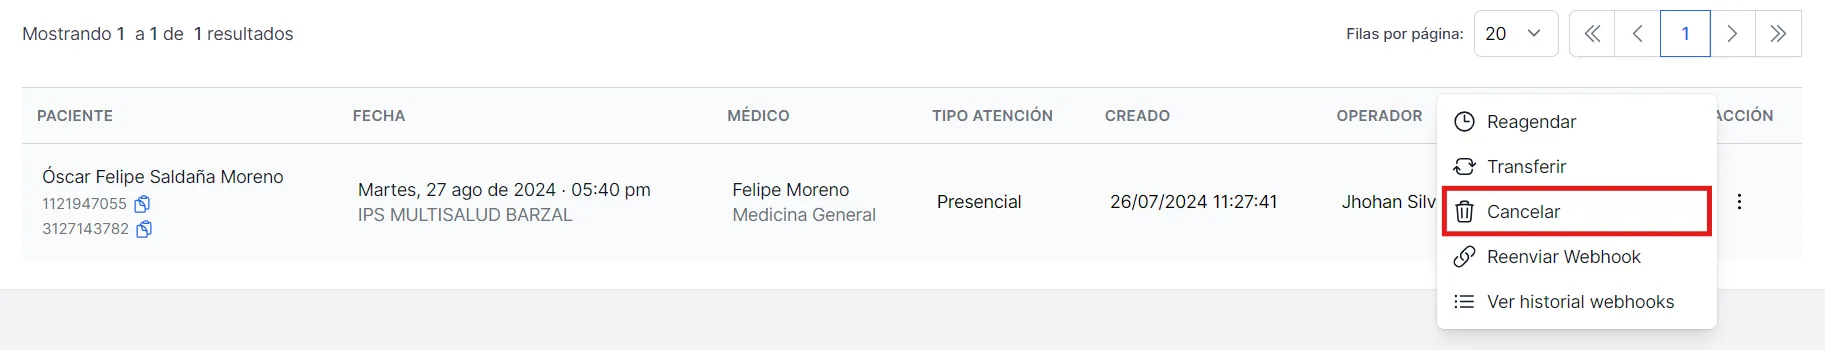 Mostrando 1 a 1 de 1 resultados
Filas por página: 20 1
PACIENTE FECHA MÉDICO TIPO ATENCIÓN CREADO OPERADOR
Óscar Felipe Saldaña Moreno
1121947055
3127143782
Martes, 27 ago de 2024 · 05:40 pm
IPS MULTISALUD BARZAL
Felipe Moreno
Medicina General
Presencial
26/07/2024 11:27:41
Jhohan Silv
Reagendar
Transferir
Cancelar
Reenviar Webhook
Ver historial webhooks
ACCIÓN